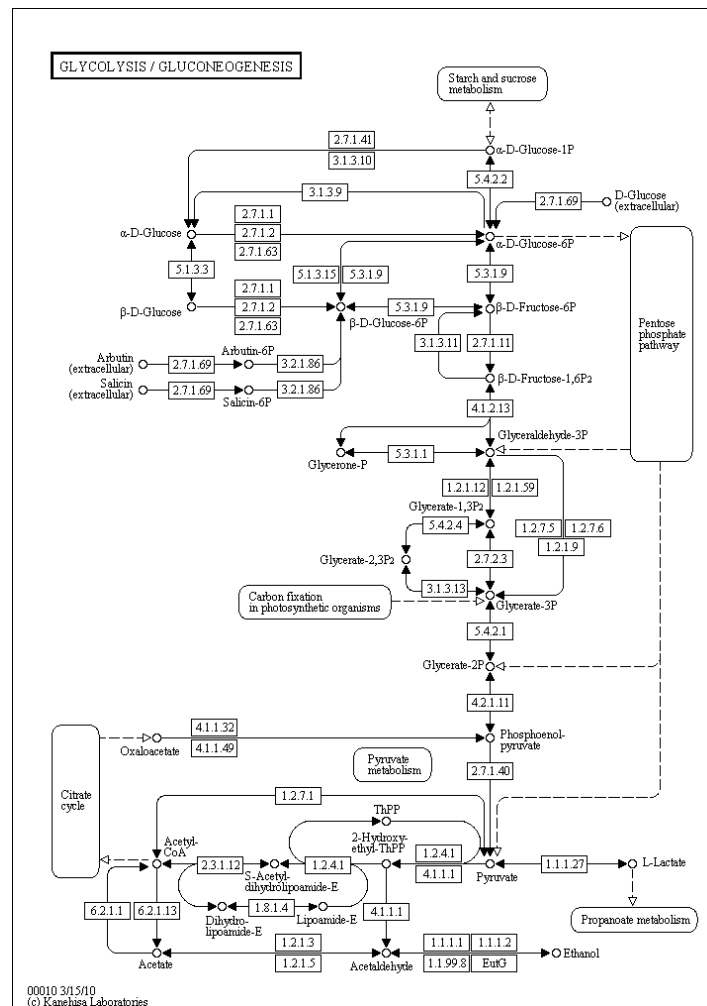 GLYCOLYSIS / GLUCONEOGENESIS
Starch and sucrose
metabolism
2.7.1.41
3.1.3.10
α-D-Glucose-1P
5.4.2.2
3.1.3.9
2.7.1.69
D-Glucose
(extracellular)
α-D-Glucose
2.7.1.1
2.7.1.2
2.7.1.63
α-D-Glucose-6P
5.1.3.3
5.1.3.15
5.3.1.9
5.3.1.9
β-D-Glucose
2.7.1.1
2.7.1.2
2.7.1.63
β-D-Glucose-6P
5.3.1.9
β-D-Fructose-6P
Pentose
phosphate
pathway
3.1.3.11
2.7.1.11
Arbutin
(extracellular)
2.7.1.69
Arbutin-6P
3.2.1.86
Salicin
(extracellular)
2.7.1.69
Salicin-6P
3.2.1.86
β-D-Fructose-1,6P2
4.1.2.13
Glyceraldehyde-3P
Glycerone-P
5.3.1.1
1.2.1.12
1.2.1.59
Glycerate-1,3P2
5.4.2.4
1.2.7.5
1.2.7.6
1.2.1.9
Glycerate-2,3P2
2.7.2.3
3.1.3.13
Carbon fixation
in photosynthetic organisms
Glycerate-3P
5.4.2.1
Glycerate-2P
4.2.1.11
4.1.1.32
4.1.1.49
Oxaloacetate
Phosphoenol-
pyruvate
Pyruvate
metabolism
2.7.1.40
Citrate
cycle
1.2.7.1
ThPP
2-Hydroxy-
ethyl-ThPP
Acetyl-
CoA
2.3.1.12
S-Acetyl-
dihydrolipoamide-E
1.2.4.1
1.2.4.1
4.1.1.1
Pyruvate
1.1.1.27
L-Lactate
6.2.1.1
6.2.1.13
Dihydro-
lipoamide-E
1.8.1.4
Lipoamide-E
4.1.1.1
Propanoate metabolism
Acetate
1.2.1.3
1.2.1.5
Acetaldehyde
1.1.1.1
1.1.1.2
1.1.99.8
EutG
Ethanol
00010 3/15/10
(c) Kanehisa Laboratories